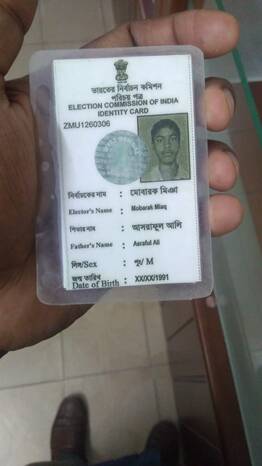 ভারতের নির্বাচন কমিশন
পরিচয় পত্র
ELECTION COMMISSION OF INDIA
IDENTITY CARD
ZMU1260306
নির্বাচকের নাম : মোবারক মিঞা
Elector's Name : Mobarak Miaq
পিতার নাম : আসরাফুল আলি
Father's Name : Asraful Ali
লিঙ্গ/Sex : পুং/ M
জন্ম তারিখ : XX/XX/1991
Date of Birth